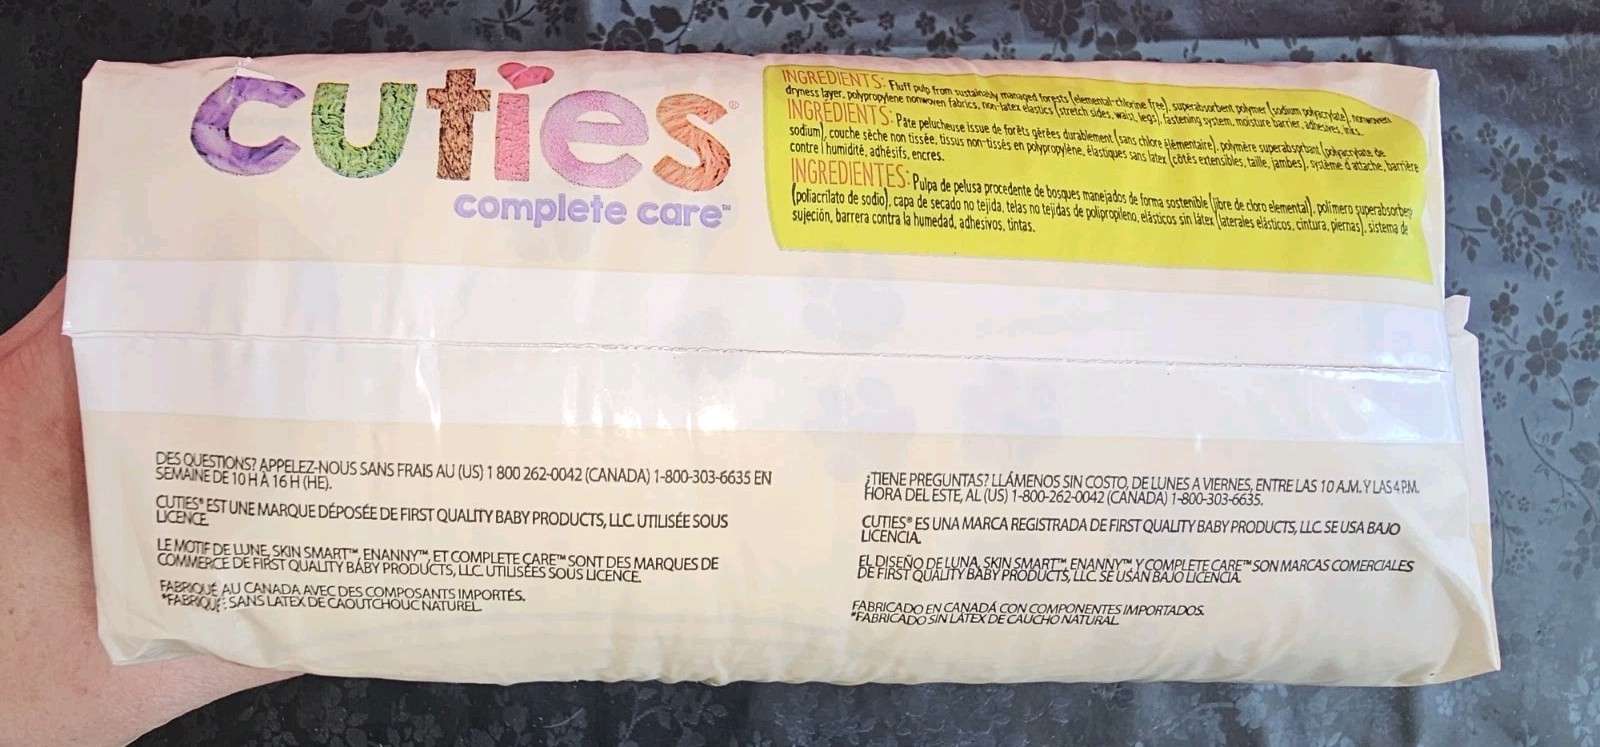 cuties®
complete care™
INGREDIENTS: Fluff pulp from sustainably managed forests (elemental-chlorine free), superabsorbent polymer (sodium polyacrylate), nonwoven
dryness layer, polypropylene nonwoven fabrics, non-latex elastics (stretch sides, waist, legs), fastening system, moisture barrier, adhesives, inks.
INGRÉDIENTS: Pâte pelucheuse issue de forêts gérées durablement (sans chlore élémentaire), polymère superabsorbant (polyacrylate de
sodium), couche sèche non tissée, tissus non-tissés en polypropylène, élastiques sans latex (côtés extensibles, taille, jambes), système d'attache, barrière
contre l'humidité, adhésifs, encres.
INGREDIENTES: Pulpa de pelusa procedente de bosques manejados de forma sostenible (libre de cloro elemental), polímero
(poliacrilato de sodio), capa de secado no tejida, telas no tejidas de polipropileno, elásticos sin látex (laterales elásticos, cintura, piernas), sistema de
sujeción, barrera contra la humedad, adhesivos, tintas.
DES QUESTIONS? APPELEZ-NOUS SANS FRAIS AU (US) 1 800 262-0042 (CANADA) 1-800-303-6635 EN
SEMAINE DE 10 H À 16 H (HE).
CUTIES® EST UNE MARQUE DÉPOSÉE DE FIRST QUALITY BABY PRODUCTS, LLC. UTILISÉE SOUS
LICENCE.
LE MOTIF DE LUNE, SKIN SMART™, ENANNY™, ET COMPLETE CARE™ SONT DES MARQUES DE
COMMERCE DE FIRST QUALITY BABY PRODUCTS, LLC. UTILISÉES SOUS LICENCE.
FABRIQUÉ AU CANADA AVEC DES COMPOSANTS IMPORTÉS.
*FABRIQUÉ SANS LATEX DE CAOUTCHOUC NATUREL.
¿TIENE PREGUNTAS? LLÁMENOS SIN COSTO, DE LUNES A VIERNES, ENTRE LAS 10 A.M. Y LAS 4 P.M.
HORA DEL ESTE, AL (US) 1-800-262-0042 (CANADA) 1-800-303-6635.
CUTIES® ES UNA MARCA REGISTRADA DE FIRST QUALITY BABY PRODUCTS, LLC. SE USA BAJO
LICENCIA.
EL DISEÑO DE LUNA, SKIN SMART™, ENANNY™ Y COMPLETE CARE™ SON MARCAS COMERCIALES
DE FIRST QUALITY BABY PRODUCTS, LLC. SE USAN BAJO LICENCIA.
FABRICADO EN CANADÁ CON COMPONENTES IMPORTADOS.
*FABRICADO SIN LÁTEX DE CAUCHO NATURAL.